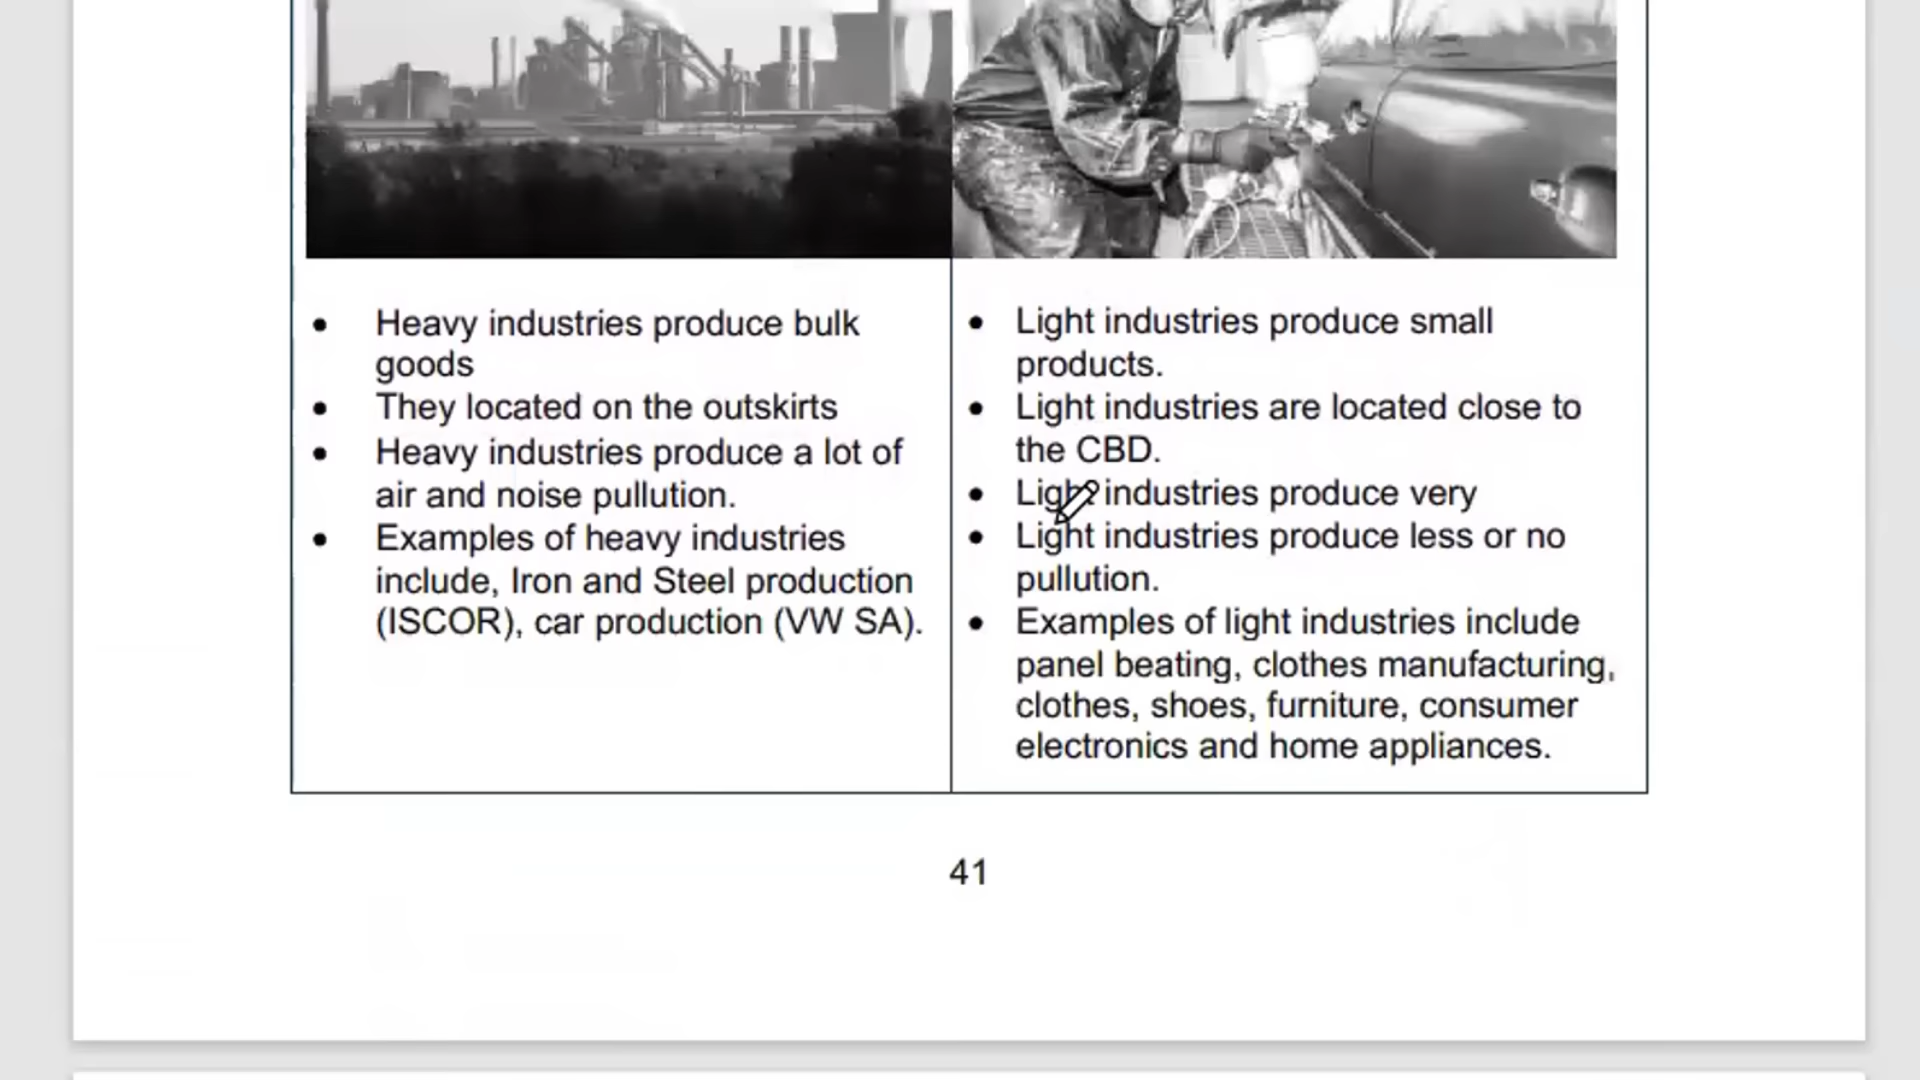 Heavy industries produce bulk
goods
They located on the outskirts
Heavy industries produce a lot of
air and noise pullution.
Examples of heavy industries
include, Iron and Steel production
(ISCOR), car production (VW SA).
Light industries produce small
products.
Light industries are located close to
the CBD.
Light industries produce very
Light industries produce less or no
pullution.
Examples of light industries include
panel beating, clothes manufacturing,
clothes, shoes, furniture, consumer
electronics and home appliances.
41